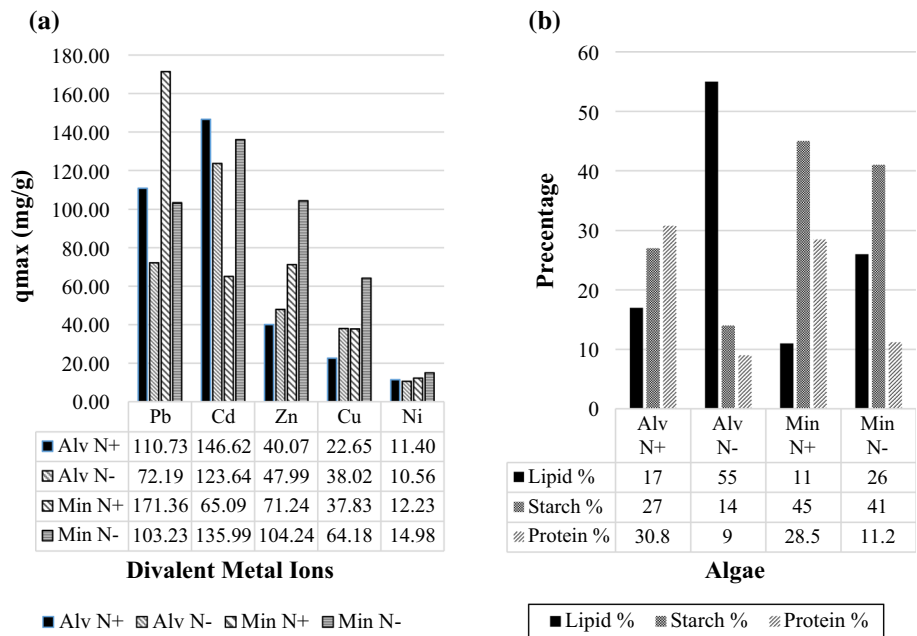 (a)
qmax (mg/g)
180.00
160.00
140.00
120.00
100.00
80.00
60.00
40.00
20.00
0.00
Pb Cd Zn Cu Ni
Alv N+ 110.73 146.62 40.07 22.65 11.40
Alv N- 72.19 123.64 47.99 38.02 10.56
Min N+ 171.36 65.09 71.24 37.83 12.23
Min N- 103.23 135.99 104.24 64.18 14.98
Divalent Metal Ions
Alv N+ Alv N- Min N+ Min N-
(b)
Precentage
60
50
40
30
20
10
0
Alv Alv Min Min
N+ N- N+ N-
Lipid % 17 55 11 26
Starch % 27 14 45 41
Protein % 30.8 9 28.5 11.2
Algae
Lipid % Starch % Protein %